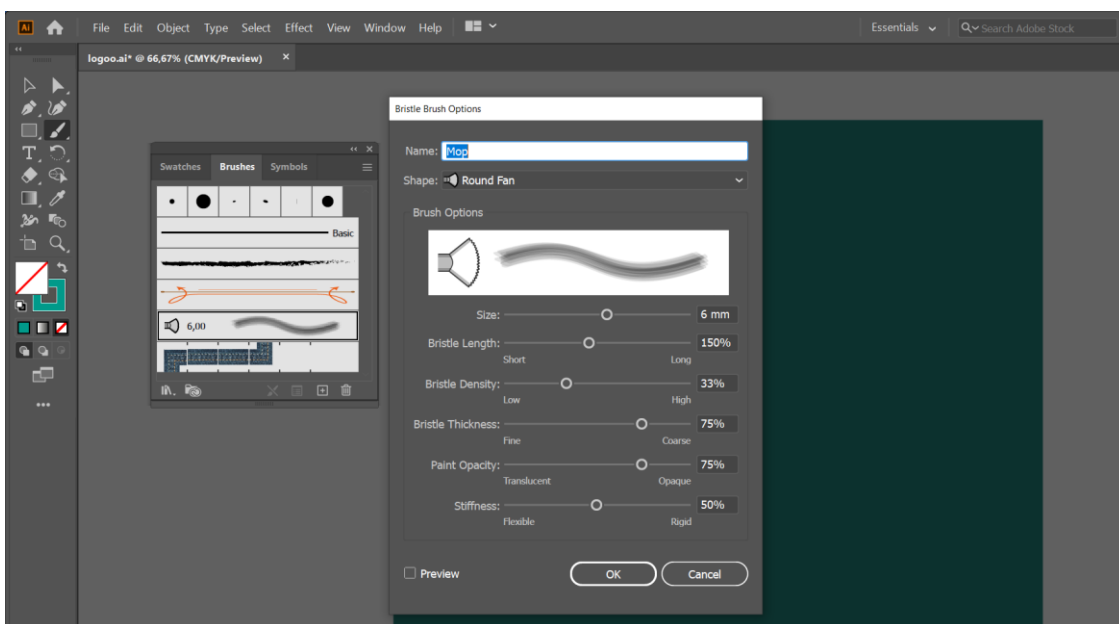 Ai File Edit Object Type Select Effect View Window Help Essentials Search Adobe Stock
logoo.ai* @ 66,67% (CMYK/Preview) ×
Bristle Brush Options
Name: Mop
Swatches Brushes Symbols
Shape: Round Fan
Brush Options
Basic
Size: 6 mm
6,00
Bristle Length: 150%
Short Long
Bristle Density: 33%
Low High
Bristle Thickness: 75%
Fine Coarse
Paint Opacity: 75%
Translucent Opaque
Stiffness: 50%
Flexible Rigid
Preview OK Cancel